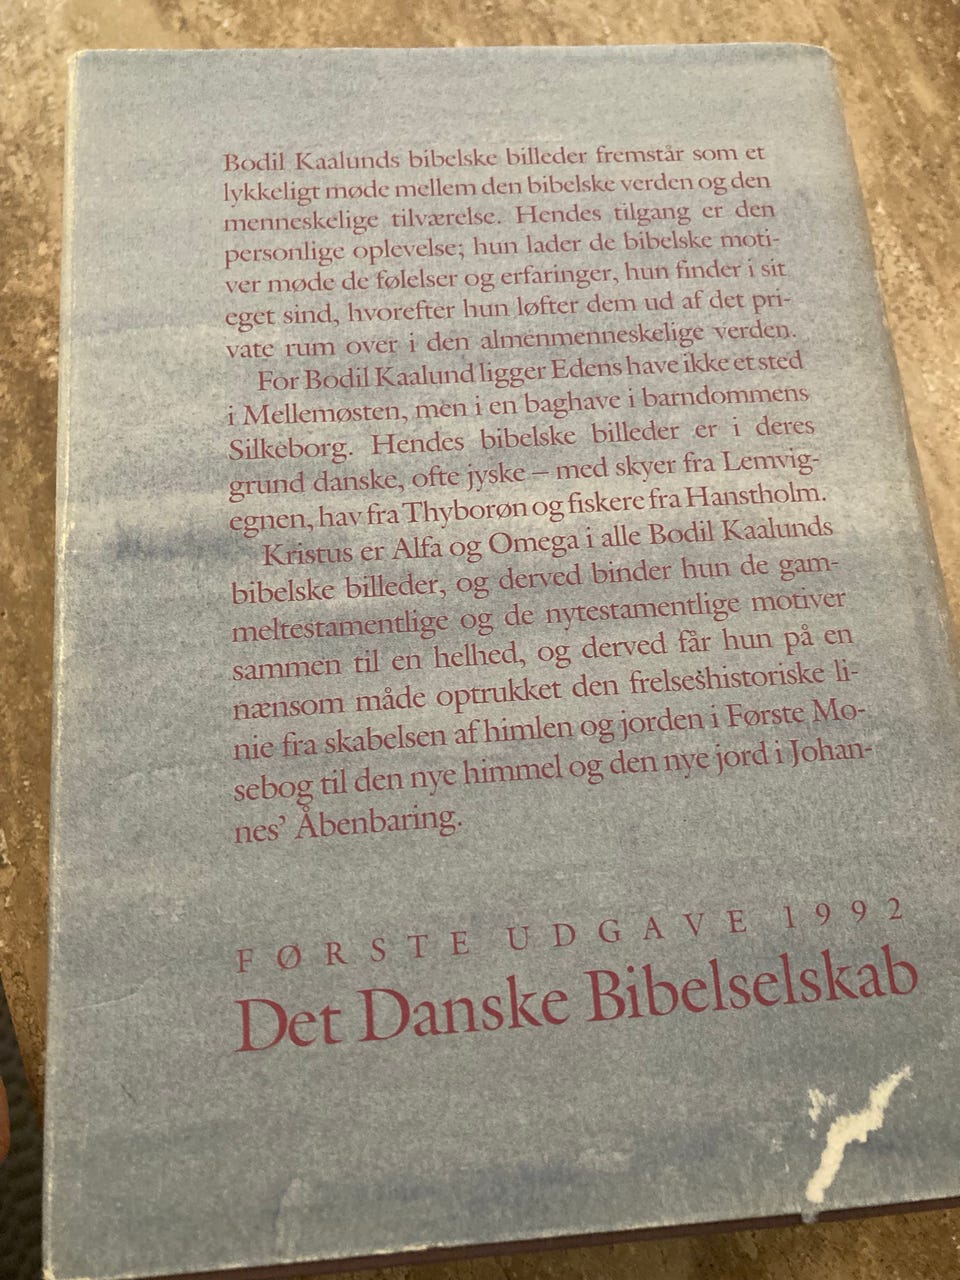 Bodil Kaalunds bibelske billeder fremstår som et
lykkeligt møde mellem den bibelske verden og den
menneskelige tilværelse. Hendes tilgang er den
personlige oplevelse; hun lader de bibelske moti-
ver møde de følelser og erfaringer, hun finder i sit
eget sind, hvorefter hun løfter dem ud af det pri-
vate rum over i den almenmenneskelige verden.
For Bodil Kaalund ligger Edens have ikke et sted
i Mellemøsten, men i en baghave i barndommens
Silkeborg. Hendes bibelske billeder er i deres
grund danske, ofte jyske – med skyer fra Lemvig-
egnen, hav fra Thyborøn og fiskere fra Hanstholm.
Kristus er Alfa og Omega i alle Bodil Kaalunds
bibelske billeder, og derved binder hun de gam-
meltestamentlige og de nytestamentlige motiver
sammen til en helhed, og derved får hun på en
nænsom måde optrukket den frelseshistoriske li-
nie fra skabelsen af himlen og jorden i Første Mo-
sebog til den nye himmel og den nye jord i Johan-
nes’ Åbenbaring.
FØRSTE UDGAVE 1992
Det Danske Bibelselskab